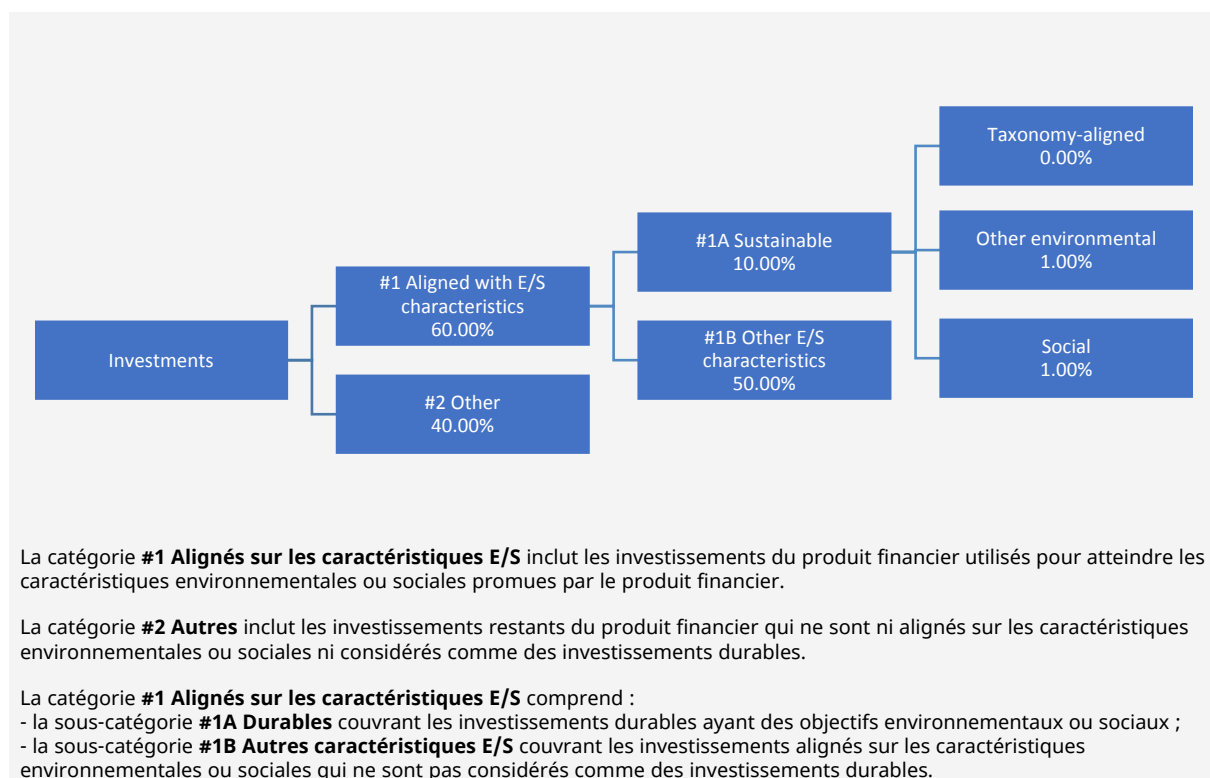 Investments
#1 Aligned with E/S
characteristics
60.00%
#2 Other
40.00%
#1A Sustainable
10.00%
#1B Other E/S
characteristics
50.00%
Taxonomy-aligned
0.00%
Other environmental
1.00%
Social
1.00%
La catégorie #1 Alignés sur les caractéristiques E/S inclut les investissements du produit financier utilisés pour atteindre les
caractéristiques environnementales ou sociales promues par le produit financier.
La catégorie #2 Autres inclut les investissements restants du produit financier qui ne sont ni alignés sur les caractéristiques
environnementales ou sociales ni considérés comme des investissements durables.
La catégorie #1 Alignés sur les caractéristiques E/S comprend :
- la sous-catégorie #1A Durables couvrant les investissements durables ayant des objectifs environnementaux ou sociaux ;
- la sous-catégorie #1B Autres caractéristiques E/S couvrant les investissements alignés sur les caractéristiques
environnementales ou sociales qui ne sont pas considérés comme des investissements durables.